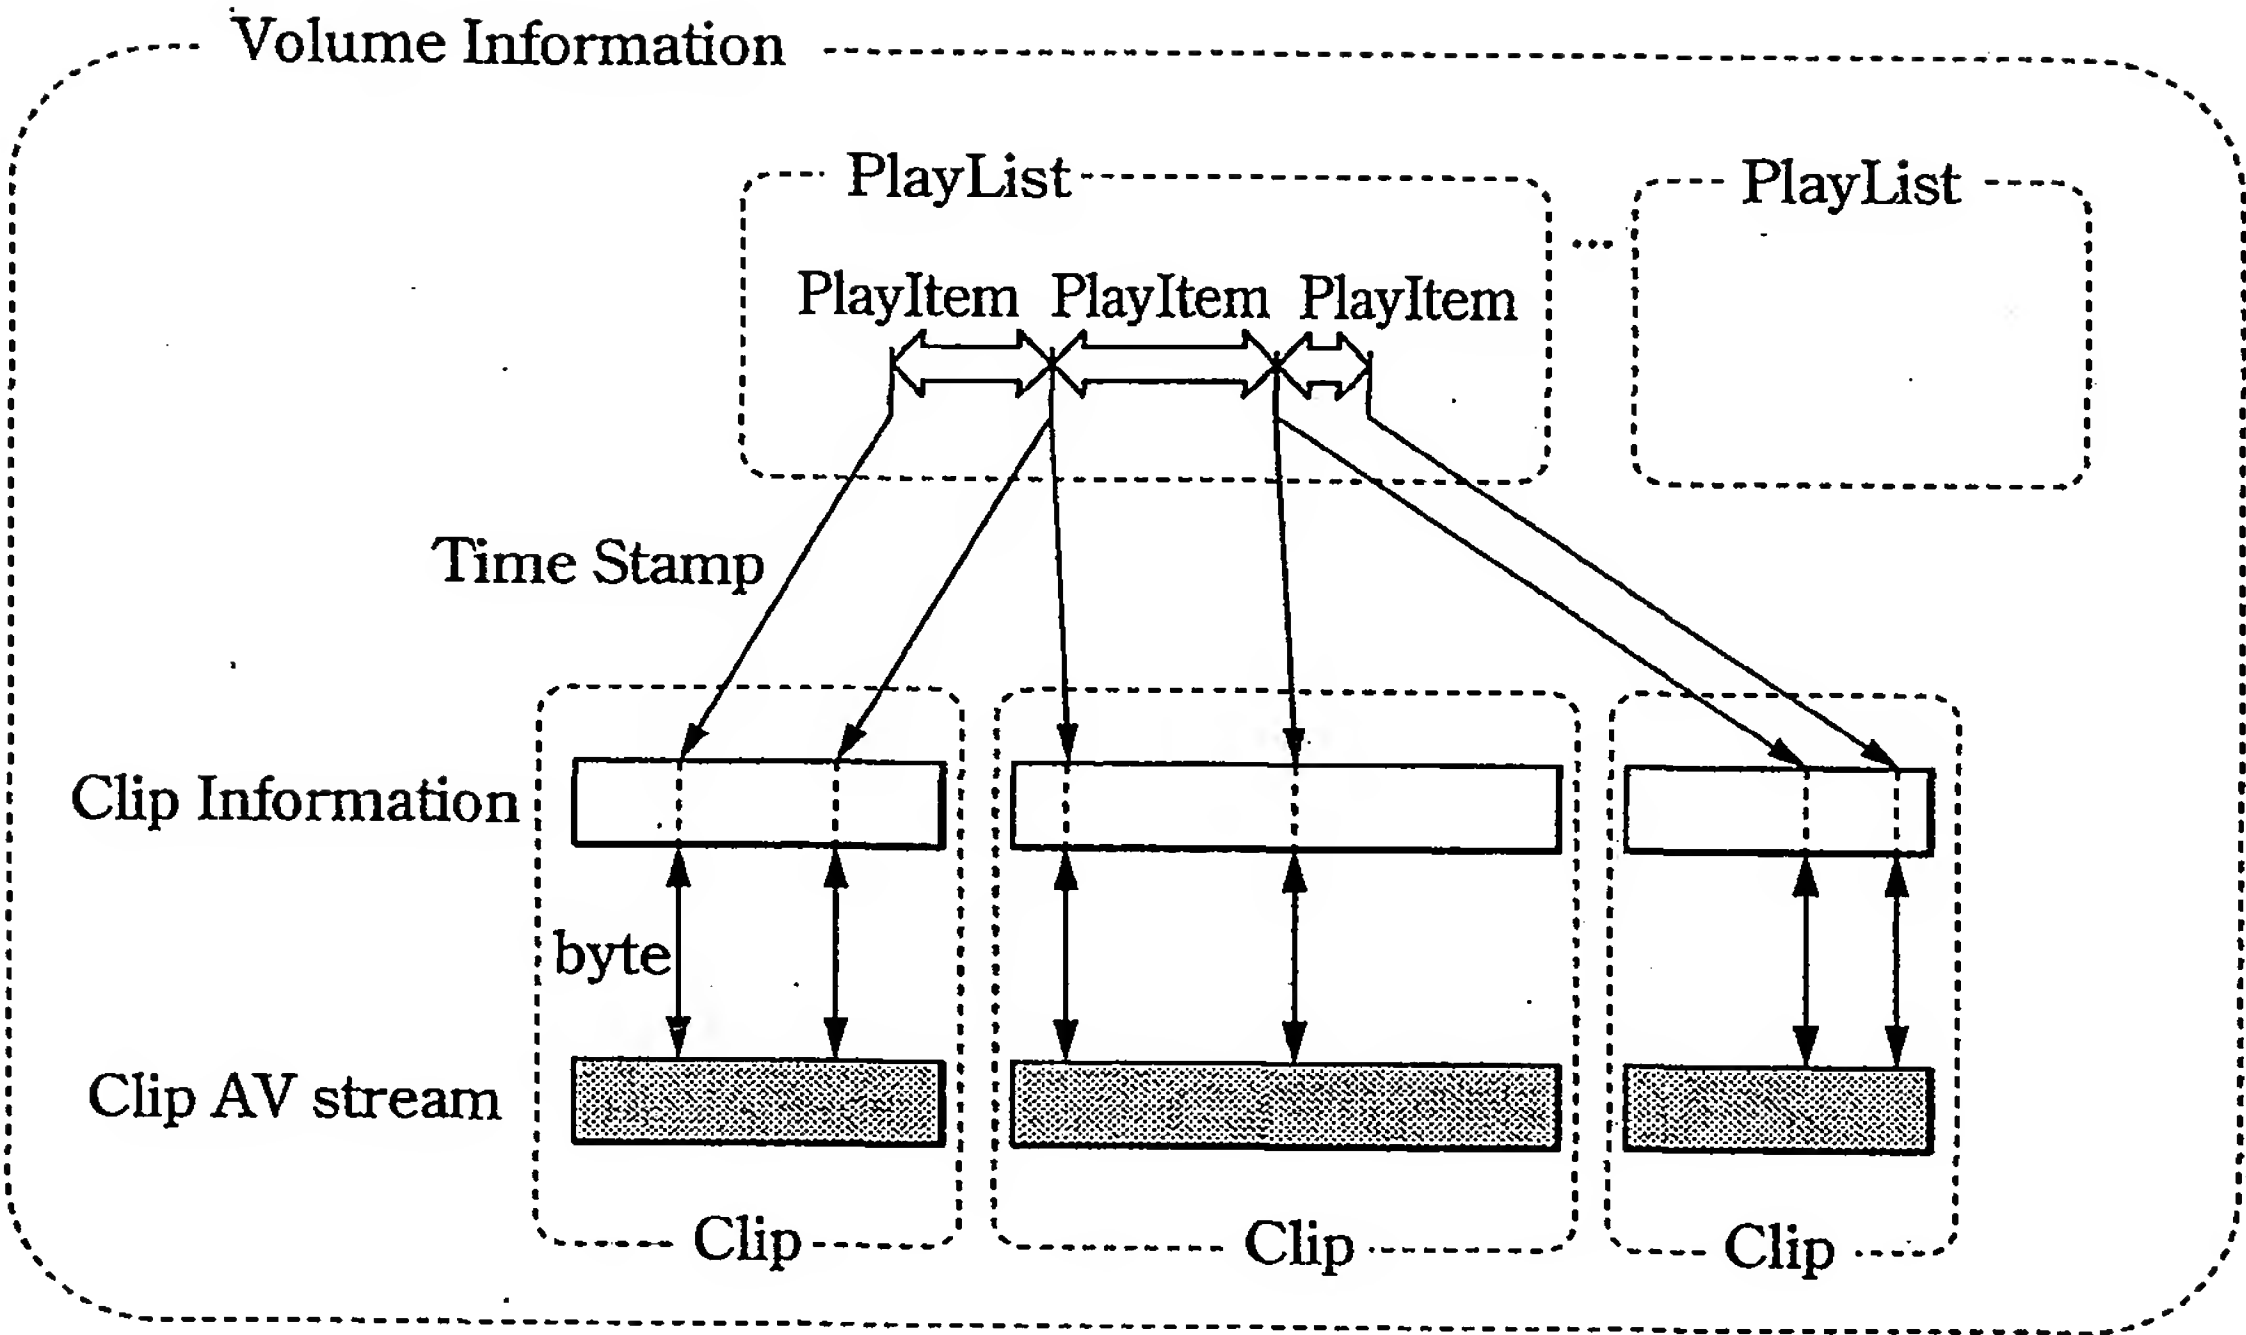 Volume Information
PlayList
PlayList
...
PlayItem PlayItem PlayItem
Time Stamp
Clip Information
byte
Clip AV stream
Clip
Clip
Clip